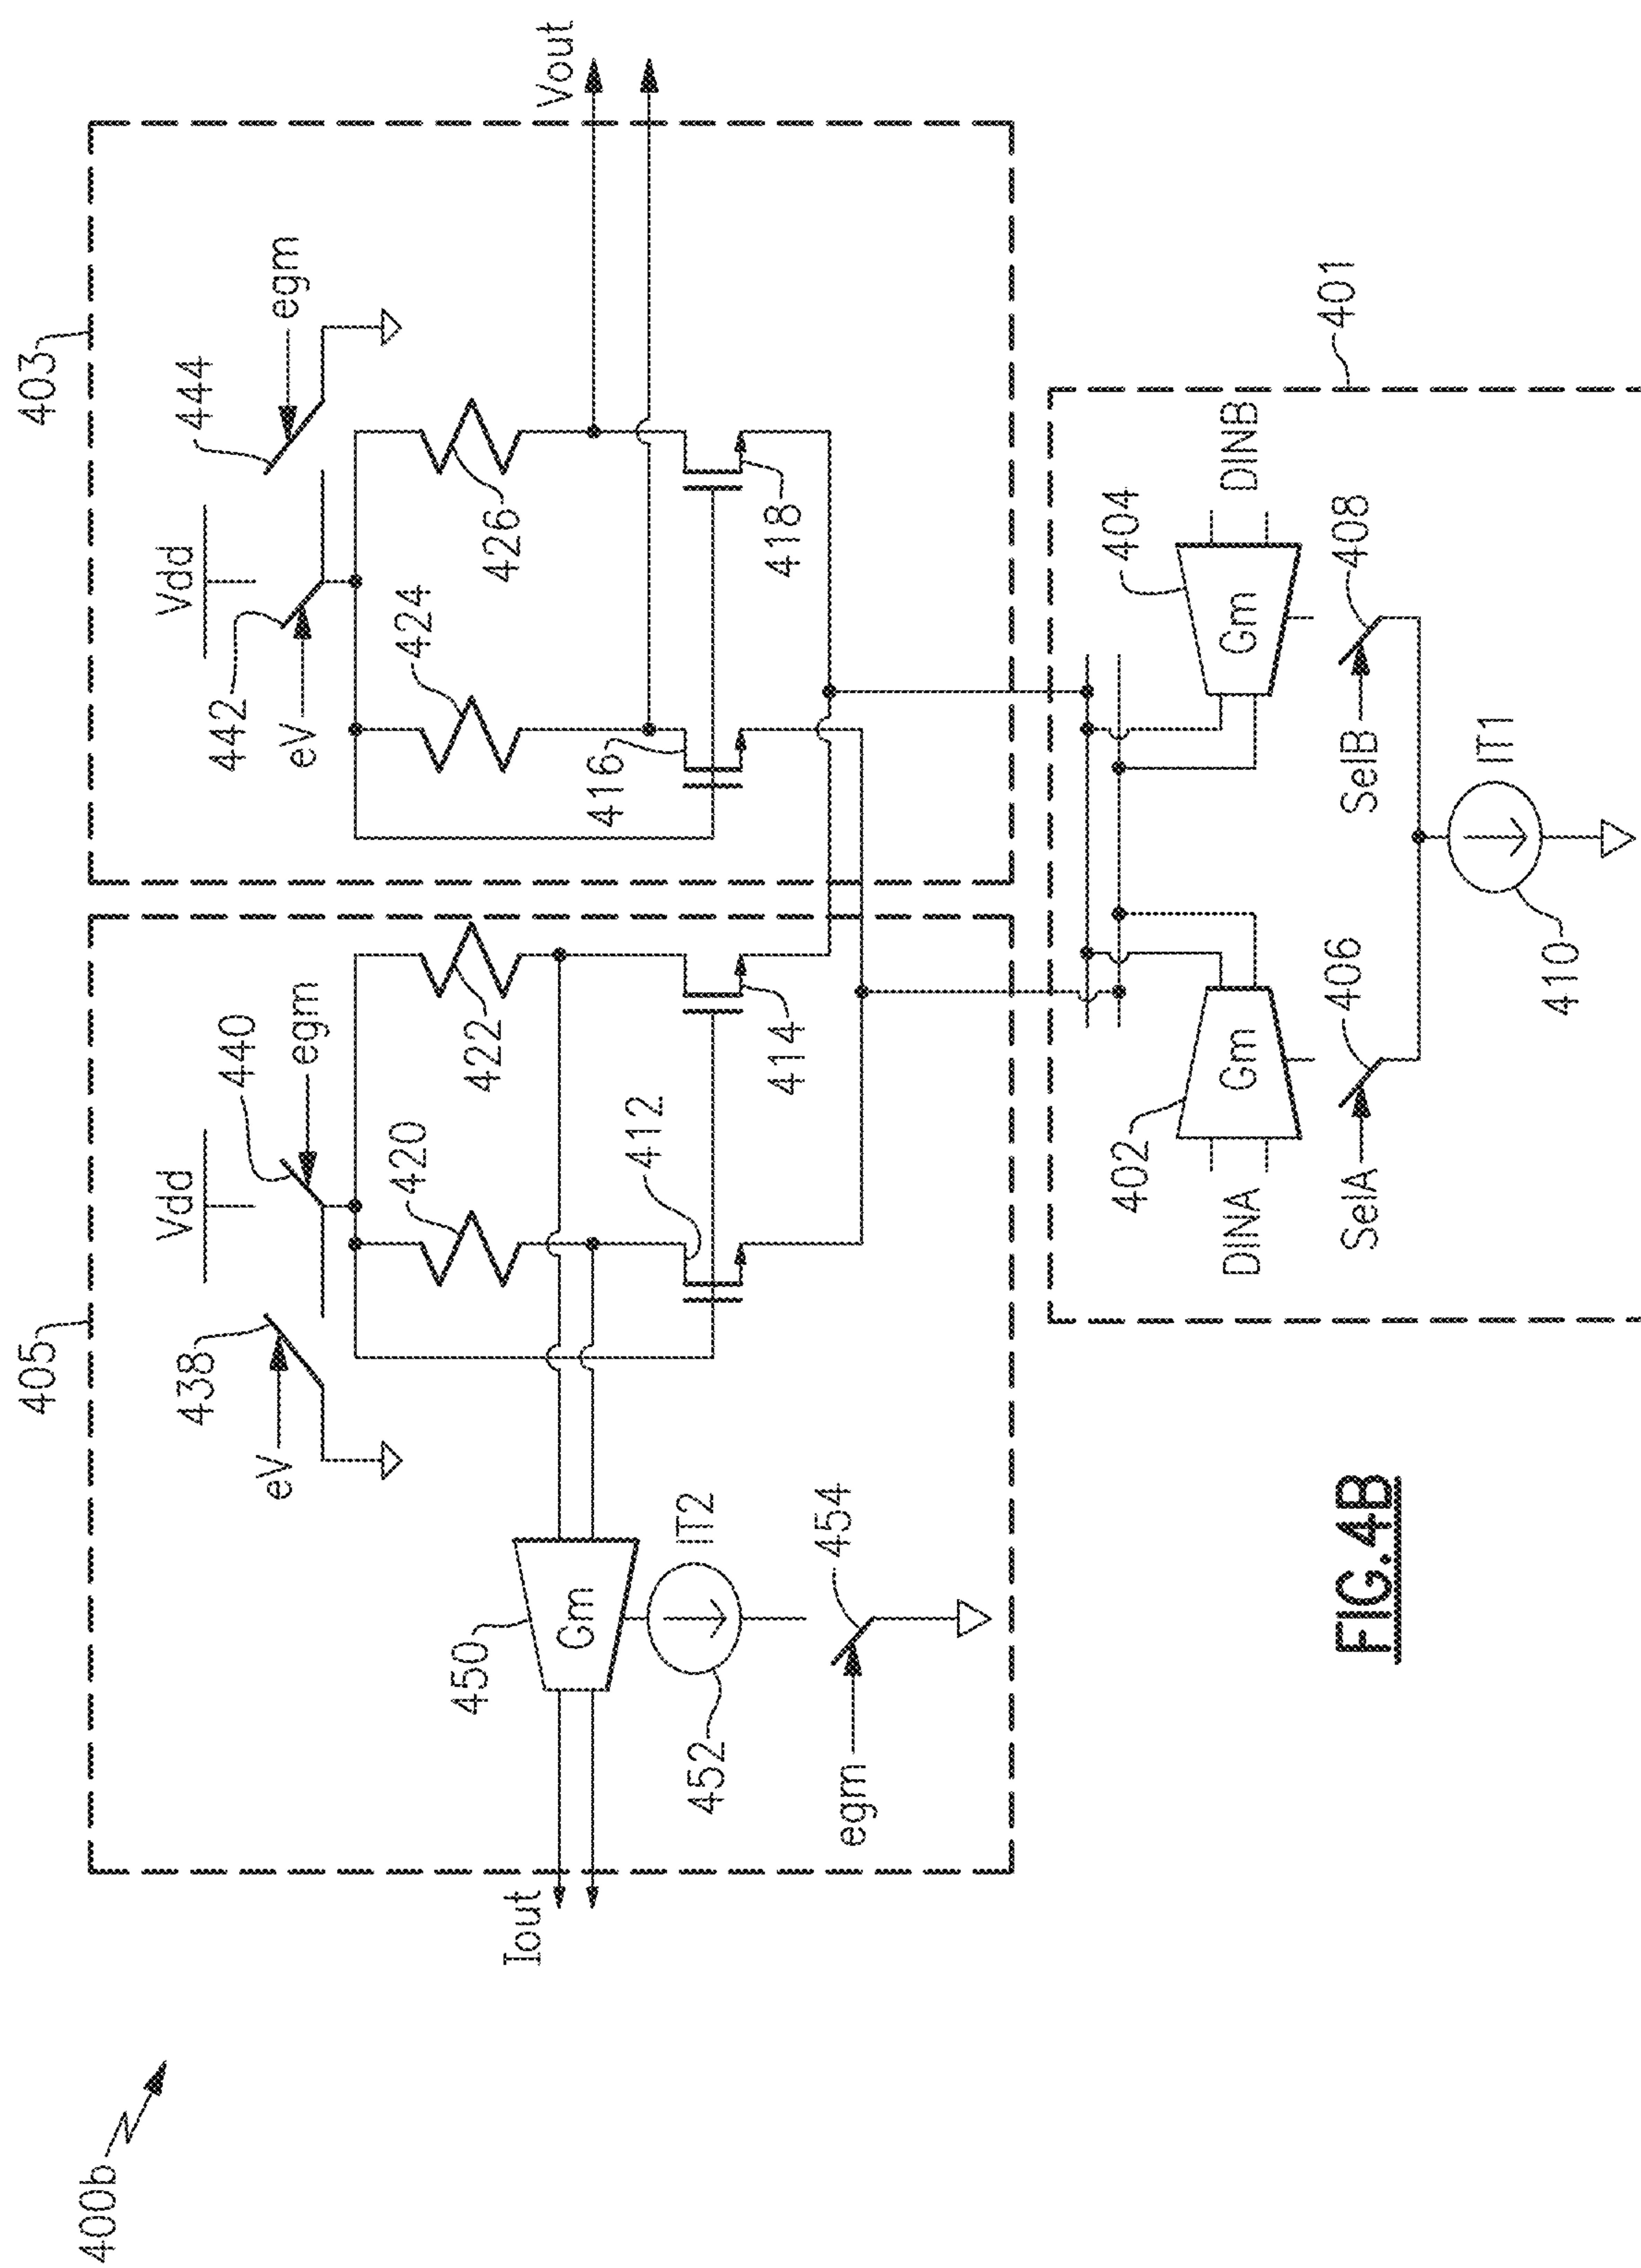 400b
405
403
Vdd
Vdd
438
440
442
444
eV
egm
eV
egm
420
422
424
426
Iout
Vout
450
Gm
412
414
416
418
IT2
452
454
egm
401
402
404
Gm
Gm
DINA
DINB
SelA
406
SelB
408
410
IT1
FIG.4B